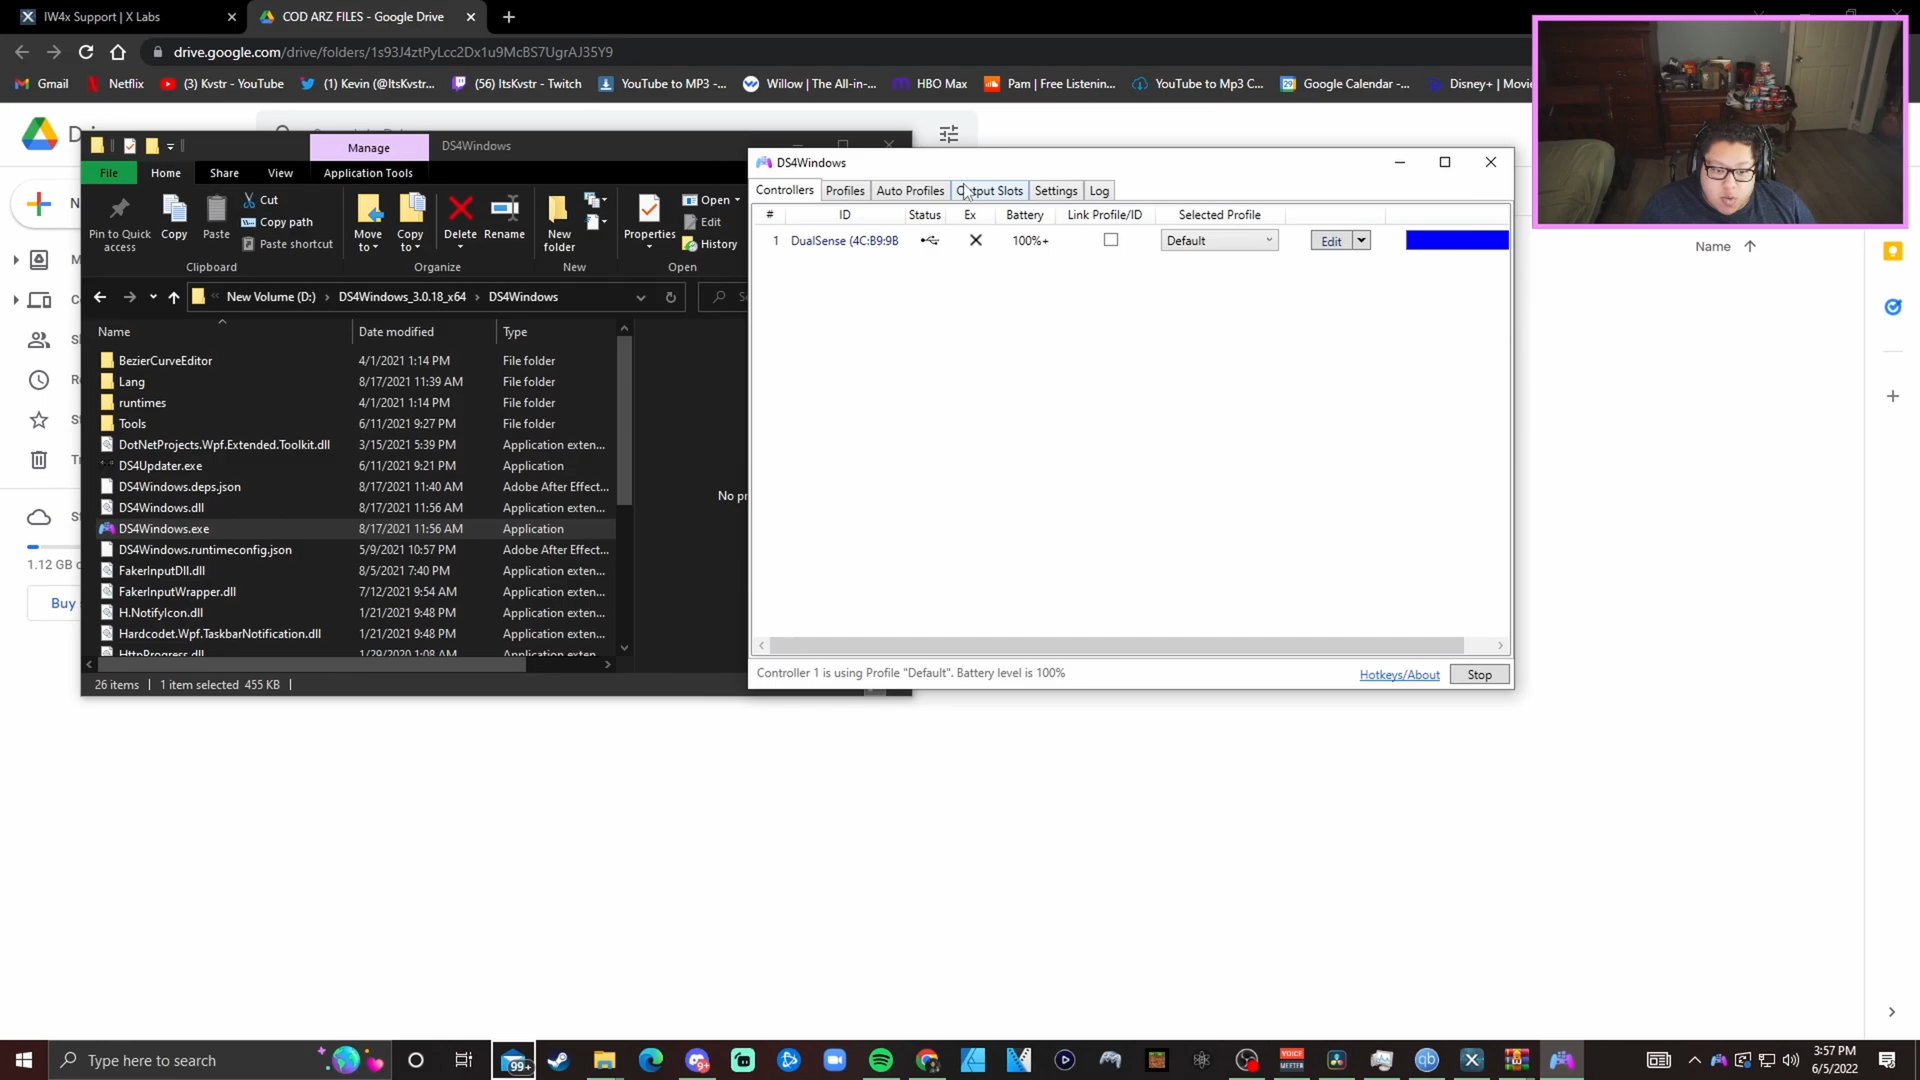 IW4x Support | X Labs
COD ARZ FILES - Google Drive
drive.google.com/drive/folders/1s93J4ztPyLcc2Dx1u9McBS7UgrAJ35Y9
Gmail
Netflix
(3) Kvstr - YouTube
(1) Kevin (@ItsKvstr...
(56) ItsKvstr - Twitch
YouTube to MP3 -...
Willow | The All-in-...
HBO Max
Pam | Free Listenin...
YouTube to Mp3 C...
Google Calendar -...
Disney+ | Movi
Manage
DS4Windows
File
Home
Share
View
Application Tools
Pin to Quick access
Copy
Paste
Cut
Copy path
Paste shortcut
Clipboard
Move to
Copy to
Delete
Rename
Organize
New folder
New
Properties
Open
Edit
History
Open
New Volume (D:)
DS4Windows_3.0.18_x64
DS4Windows
Name
Date modified
Type
BezierCurveEditor 4/1/2021 1:14 PM File folder
Lang 8/17/2021 11:39 AM File folder
runtimes 4/1/2021 1:14 PM File folder
Tools 6/11/2021 9:27 PM File folder
DotNetProjects.Wpf.Extended.Toolkit.dll 3/15/2021 5:39 PM Application exten...
DS4Updater.exe 6/11/2021 9:21 PM Application
DS4Windows.deps.json 8/17/2021 11:40 AM Adobe After Effect...
DS4Windows.dll 8/17/2021 11:56 AM Application exten...
DS4Windows.exe 8/17/2021 11:56 AM Application
DS4Windows.runtimeconfig.json 5/9/2021 10:57 PM Adobe After Effect...
FakerInputDll.dll 8/5/2021 7:40 PM Application exten...
FakerInputWrapper.dll 7/12/2021 9:54 AM Application exten...
H.NotifyIcon.dll 1/21/2021 9:48 PM Application exten...
Hardcodet.Wpf.TaskbarNotification.dll 1/21/2021 9:48 PM Application exten...
HttpProgress.dll 1/29/2020 1:08 AM Application exten...
No pr
26 items
1 item selected 455 KB
1.12 GB
Buy
DS4Windows
Controllers
Profiles
Auto Profiles
Output Slots
Settings
Log
# ID Status Ex Battery Link Profile/ID Selected Profile
1 DualSense (4C:B9:9B 100%+ Default Edit
Controller 1 is using Profile "Default". Battery level is 100%
Hotkeys/About
Stop
Name
Type here to search
99+
3:57 PM
6/5/2022